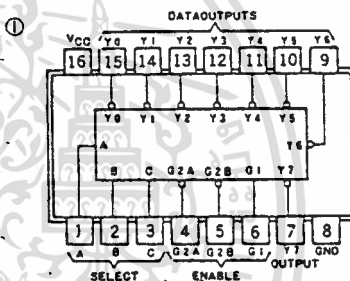 ①
DATAOUTPUTS
VCC Y0 Y1 Y2 Y3 Y4 Y5 Y6
16 15 14 13 12 11 10 9
Y0 Y1 Y2 Y3 Y4 Y5
A Y6
B C G2A G2B G1 Y7
1 2 3 4 5 6 7 8
A B C G2A G2B G1 Y7 GND
SELECT ENABLE OUTPUT